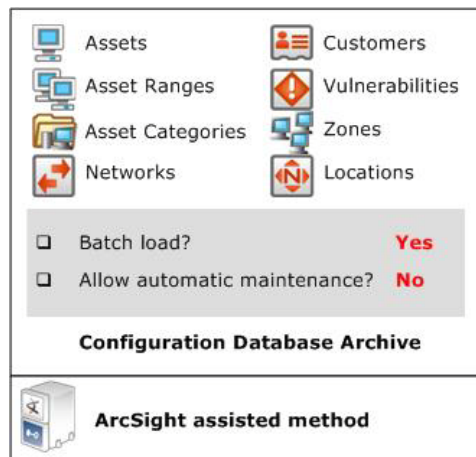 Assets
Customers
Asset Ranges
Vulnerabilities
Asset Categories
Zones
Networks
N
Locations
Batch load? Yes
Allow automatic maintenance? No
Configuration Database Archive
ArcSight assisted method